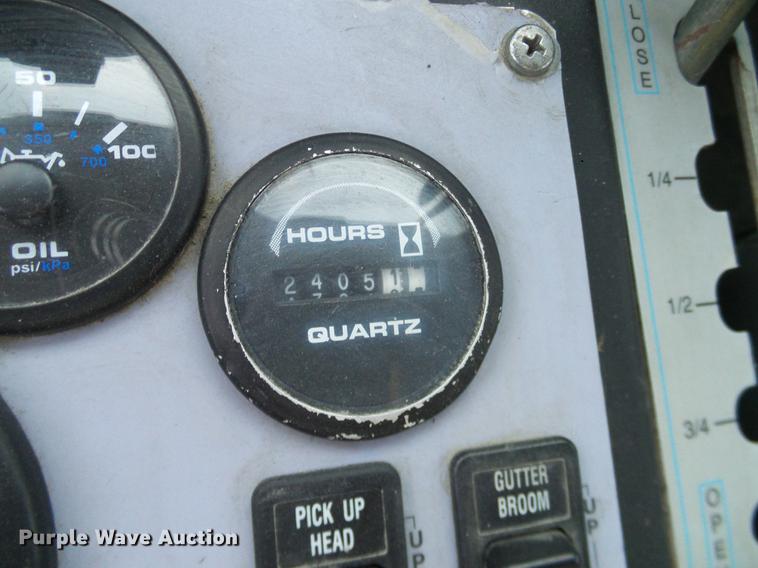 50
350
700
100
OIL
psi/kPa
HOURS
2405
QUARTZ
PICK UP
HEAD
UP
GUTTER
BROOM
UP
LOSE
1/4
1/2
3/4
OPE
Purple Wave Auction